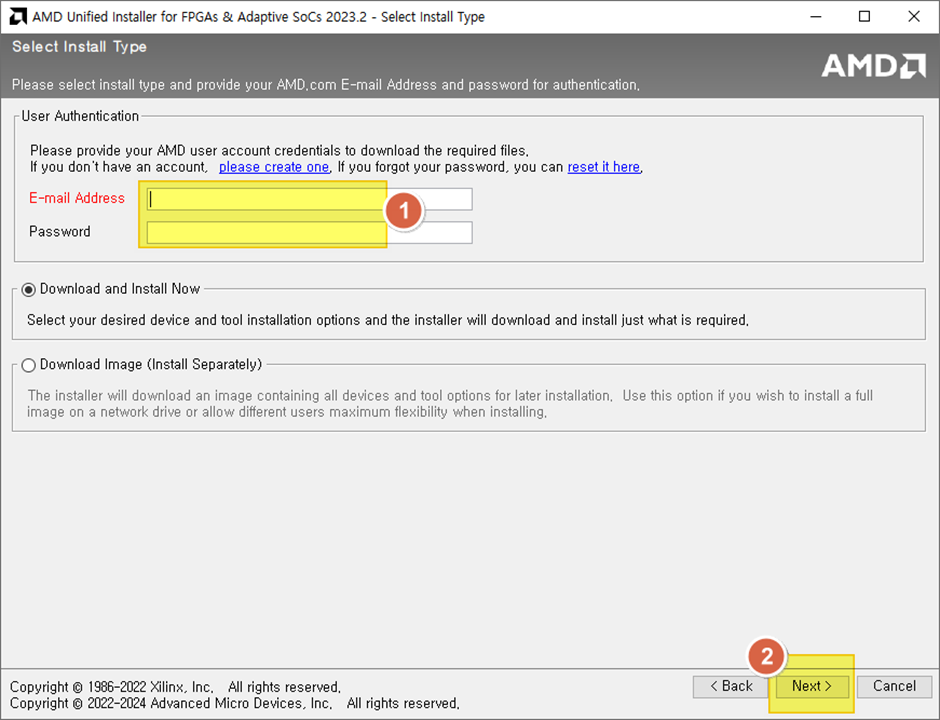 AMD Unified Installer for FPGAs & Adaptive SoCs 2023.2 - Select Install Type
Select Install Type
AMD
Please select install type and provide your AMD.com E-mail Address and password for authentication.
User Authentication
Please provide your AMD user account credentials to download the required files.
If you don't have an account, please create one. If you forgot your password, you can reset it here.
E-mail Address
1
Password
Download and Install Now
Select your desired device and tool installation options and the installer will download and install just what is required.
Download Image (Install Separately)
The installer will download an image containing all devices and tool options for later installation. Use this option if you wish to install a full
image on a network drive or allow different users maximum flexibility when installing.
2
Copyright © 1986-2022 Xilinx, Inc. All rights reserved.
Copyright © 2022-2024 Advanced Micro Devices, Inc. All rights reserved.
< Back Next > Cancel